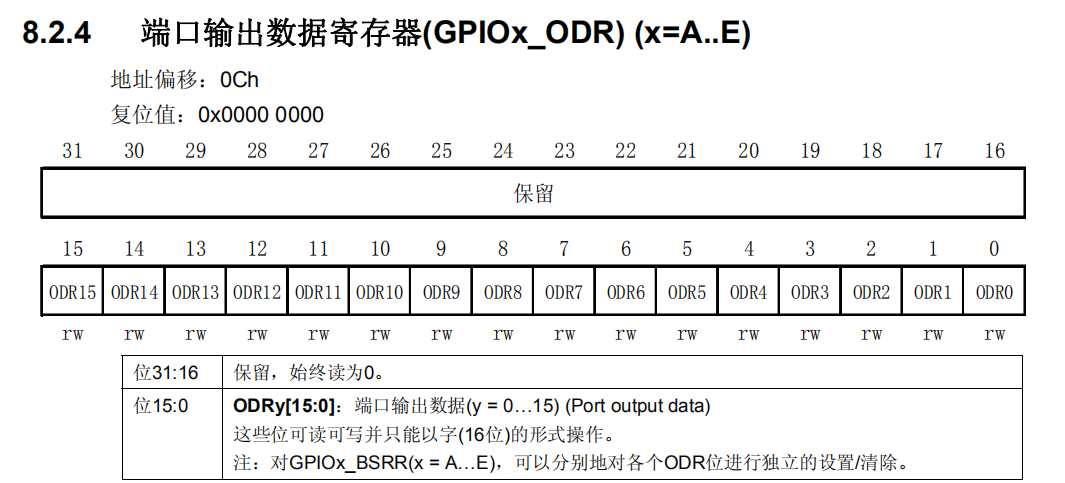 8.2.4 端口输出数据寄存器(GPIOx_ODR) (x=A..E)
地址偏移：0Ch
复位值：0x0000 0000
31 30 29 28 27 26 25 24 23 22 21 20 19 18 17 16
保留
15 14 13 12 11 10 9 8 7 6 5 4 3 2 1 0
ODR15 ODR14 ODR13 ODR12 ODR11 ODR10 ODR9 ODR8 ODR7 ODR6 ODR5 ODR4 ODR3 ODR2 ODR1 ODR0
rw rw rw rw rw rw rw rw rw rw rw rw rw rw rw rw
位31:16 保留，始终读为0。
位15:0 ODRy[15:0]：端口输出数据(y = 0…15) (Port output data)
这些位可读可写并只能以字(16位)的形式操作。
注：对GPIOx_BSRR(x = A…E)，可以分别地对各个ODR位进行独立的设置/清除。